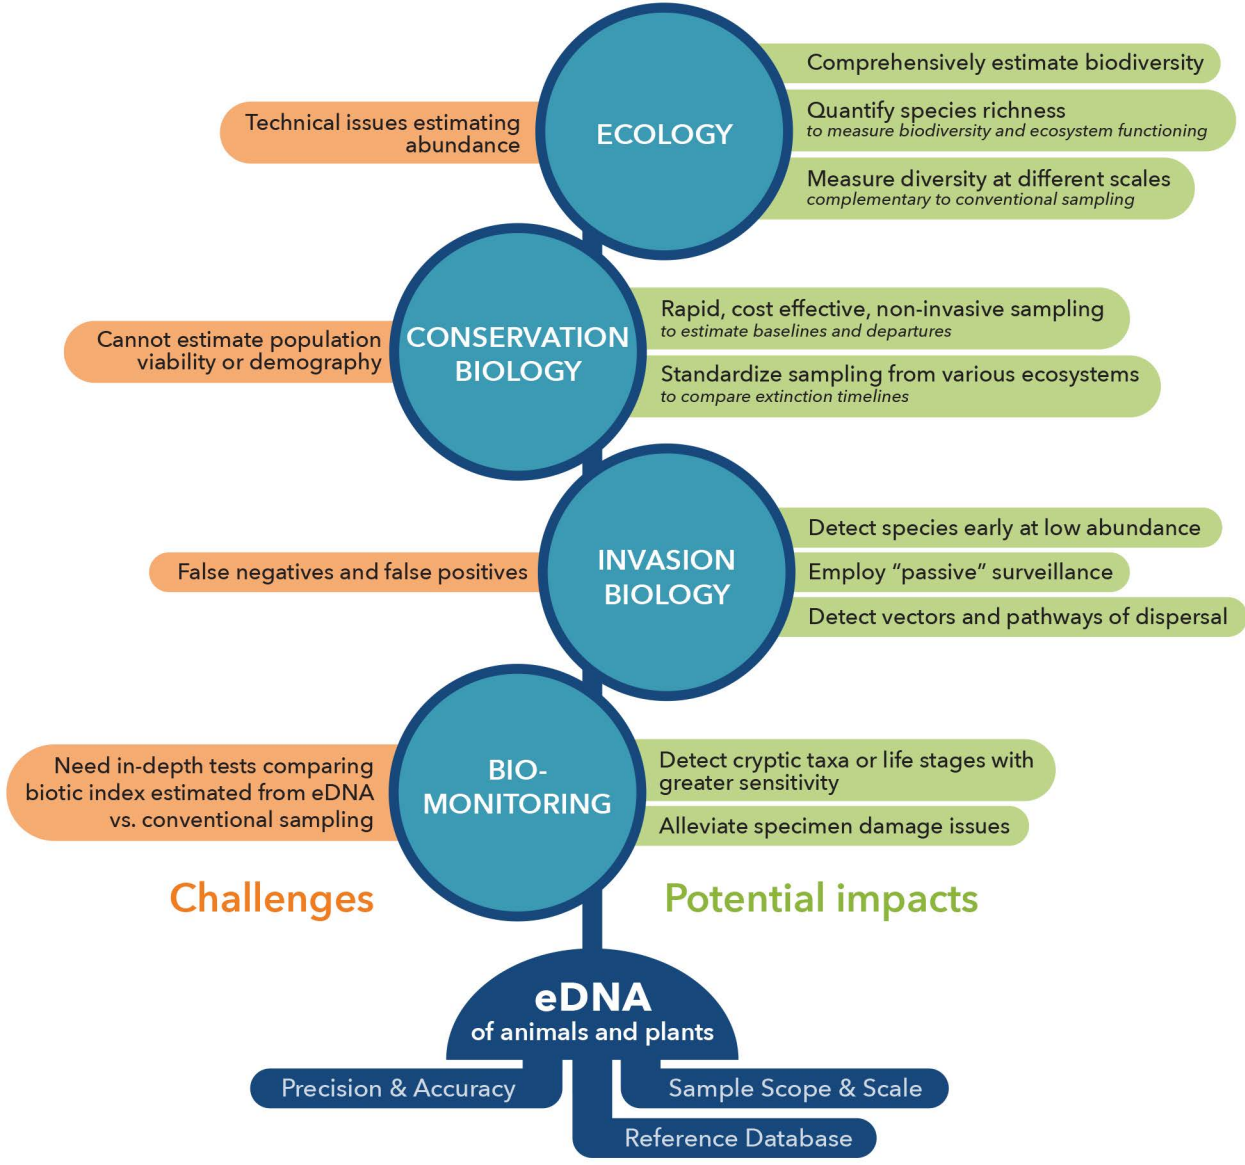 ECOLOGY
Technical issues estimating
abundance
Comprehensively estimate biodiversity
Quantify species richness
to measure biodiversity and ecosystem functioning
Measure diversity at different scales
complementary to conventional sampling
CONSERVATION
BIOLOGY
Cannot estimate population
viability or demography
Rapid, cost effective, non-invasive sampling
to estimate baselines and departures
Standardize sampling from various ecosystems
to compare extinction timelines
INVASION
BIOLOGY
False negatives and false positives
Detect species early at low abundance
Employ “passive” surveillance
Detect vectors and pathways of dispersal
BIO-
MONITORING
Need in-depth tests comparing
biotic index estimated from eDNA
vs. conventional sampling
Detect cryptic taxa or life stages with
greater sensitivity
Alleviate specimen damage issues
Challenges
Potential impacts
eDNA
of animals and plants
Precision & Accuracy
Sample Scope & Scale
Reference Database